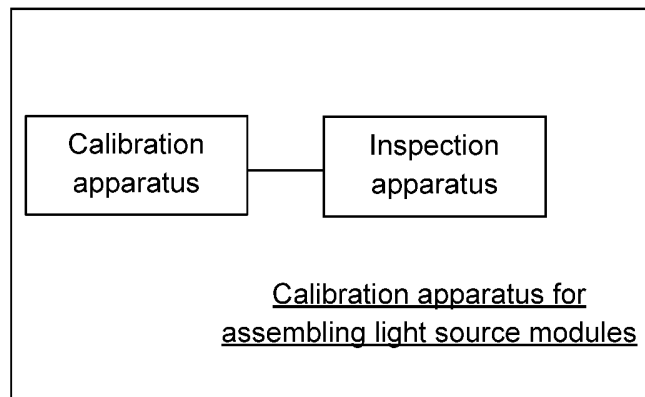 Calibration
apparatus
Inspection
apparatus
Calibration apparatus for
assembling light source modules